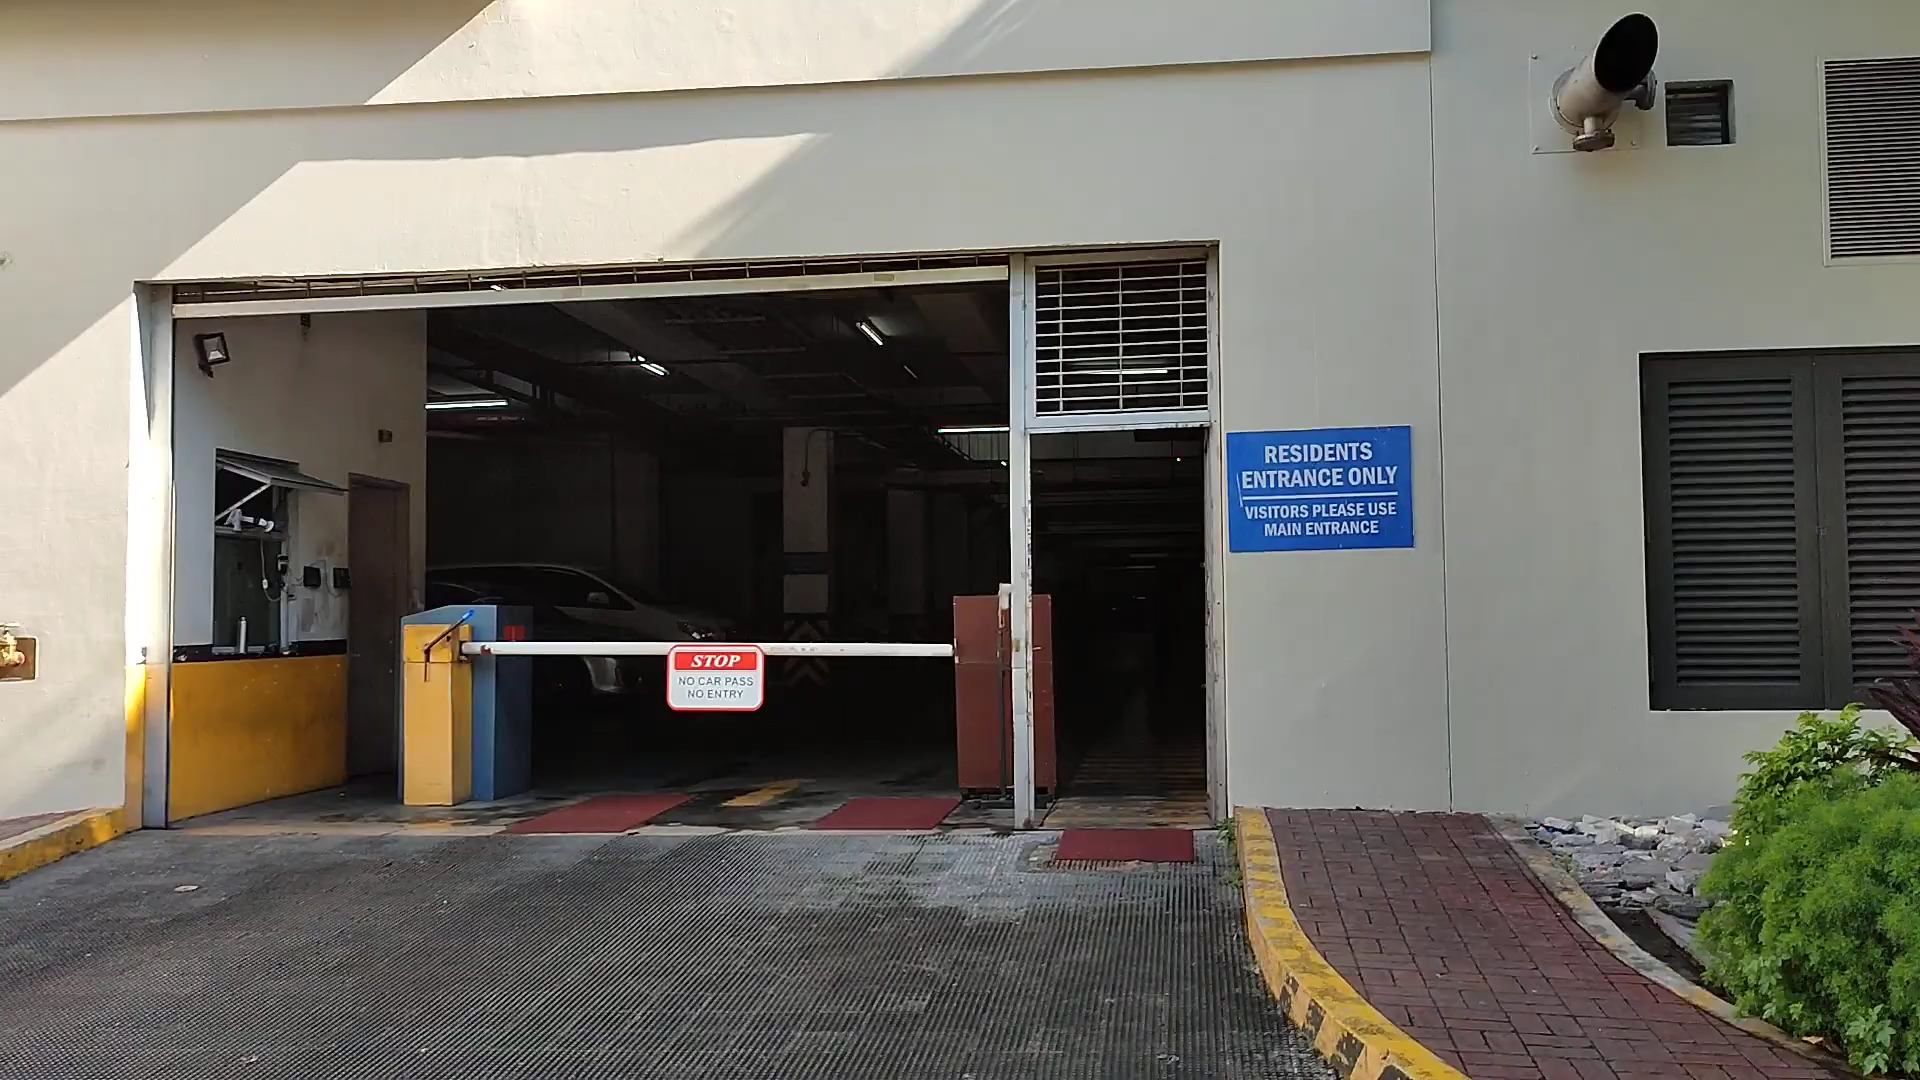 RESIDENTS
ENTRANCE ONLY
VISITORS PLEASE USE
MAIN ENTRANCE
STOP
NO CAR PASS
NO ENTRY